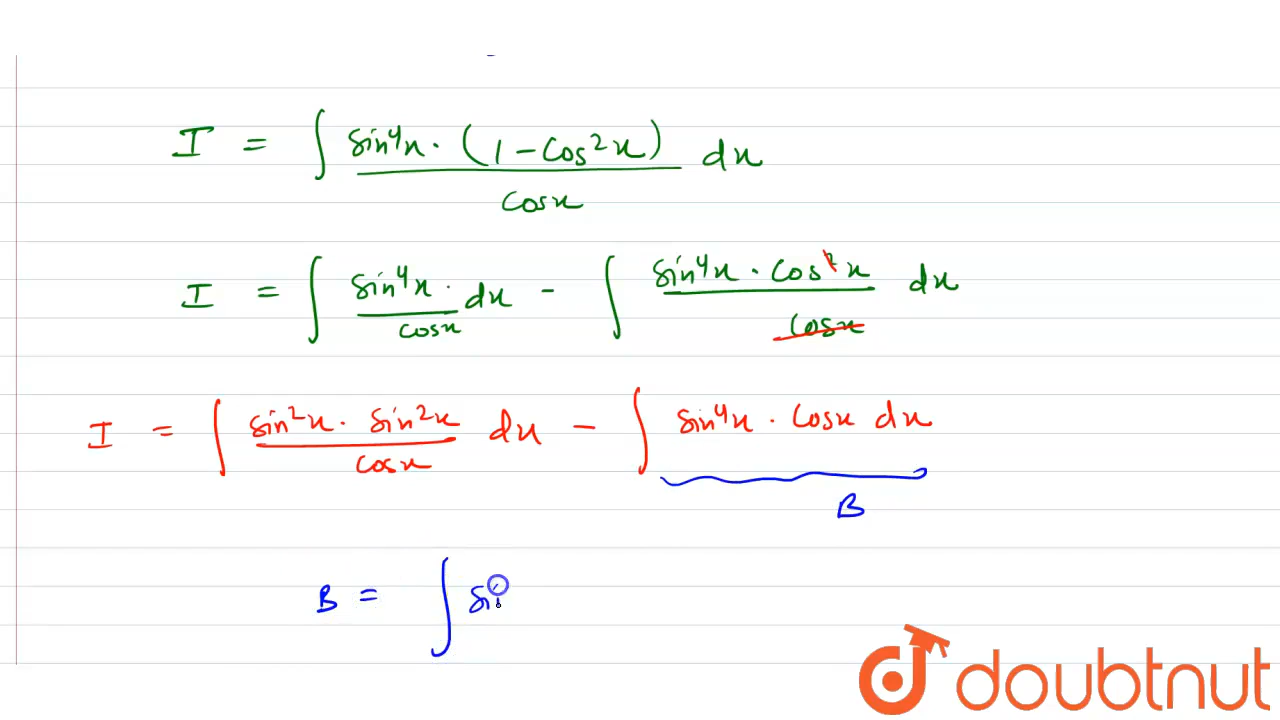 I = ∫ sin⁴x · (1 - cos²x) / cosx dx
I = ∫ sin⁴x · / cosx dx - ∫ sin⁴x · cos²x / cosx dx
I = ∫ sin²x · sin²x / cosx dx - ∫ sin⁴x · cosx dx
B
B = ∫ si
doubtnut